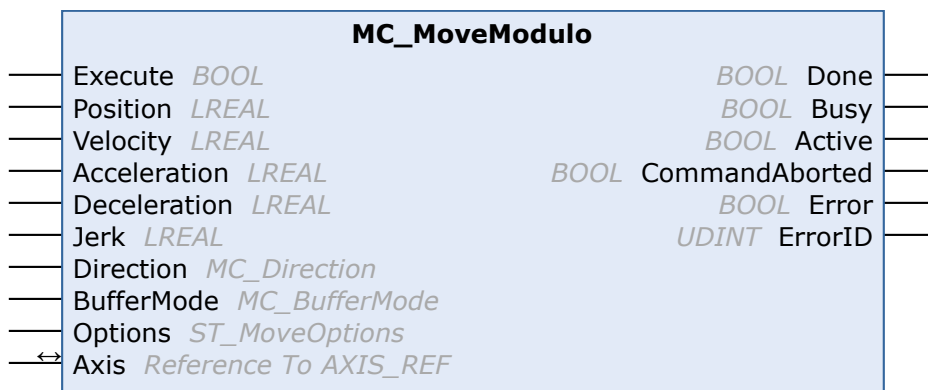 MC_MoveModulo
Execute BOOL BOOL Done
Position LREAL BOOL Busy
Velocity LREAL BOOL Active
Acceleration LREAL BOOL CommandAborted
Deceleration LREAL BOOL Error
Jerk LREAL UDINT ErrorID
Direction MC_Direction
BufferMode MC_BufferMode
Options ST_MoveOptions
↔ Axis Reference To AXIS_REF